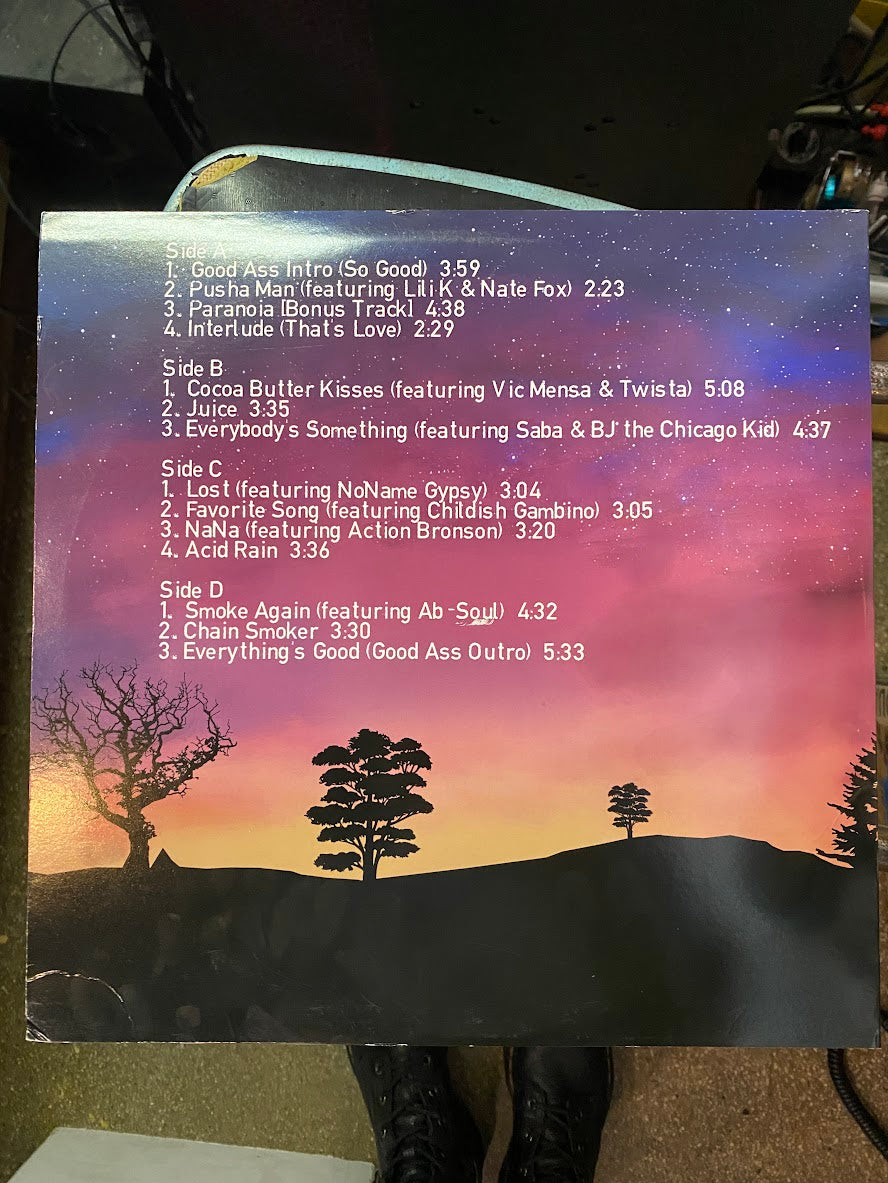 Side A
1. Good Ass Intro (So Good) 3:59
2. Pusha Man (featuring Lili K & Nate Fox) 2:23
3. Paranoia [Bonus Track] 4:38
4. Interlude (That's Love) 2:29
Side B
1. Cocoa Butter Kisses (featuring Vic Mensa & Twista) 5:08
2. Juice 3:35
3. Everybody's Something (featuring Saba & BJ the Chicago Kid) 4:37
Side C
1. Lost (featuring NoName Gypsy) 3:04
2. Favorite Song (featuring Childish Gambino) 3:05
3. NaNa (featuring Action Bronson) 3:20
4. Acid Rain 3:36
Side D
1. Smoke Again (featuring Ab-Soul) 4:32
2. Chain Smoker 3:30
3. Everything's Good (Good Ass Outro) 5:33